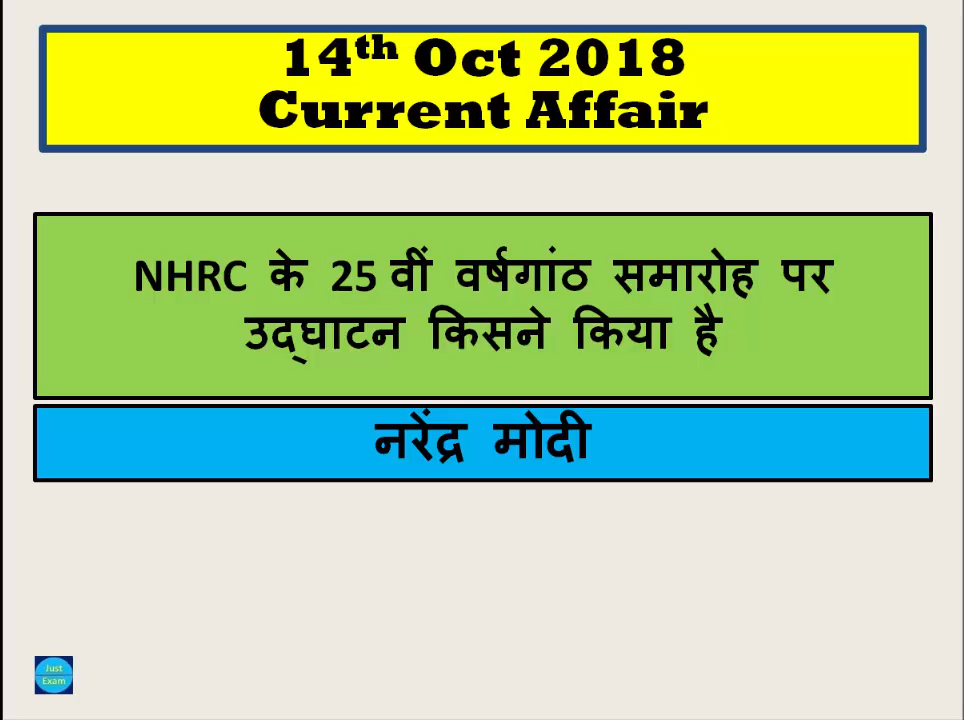 14th Oct 2018
Current Affair
NHRC के 25 वीं वर्षगांठ समारोह पर
उद्घाटन किसने किया है
नरेंद्र मोदी
Just
Exam